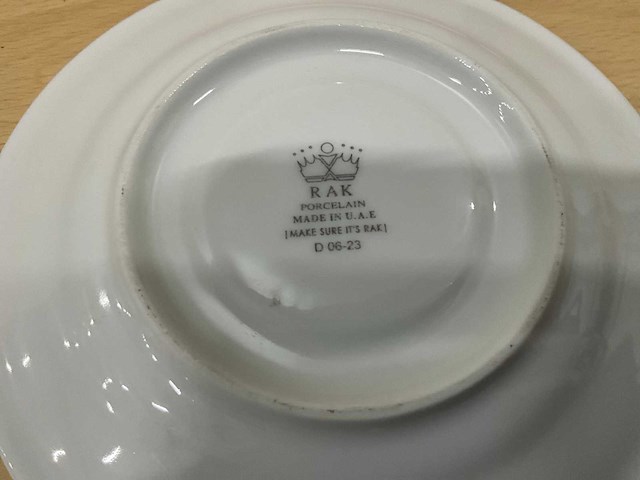 RAK
PORCELAIN
MADE IN U.A.E
[MAKE SURE IT'S RAK]
D 06-23